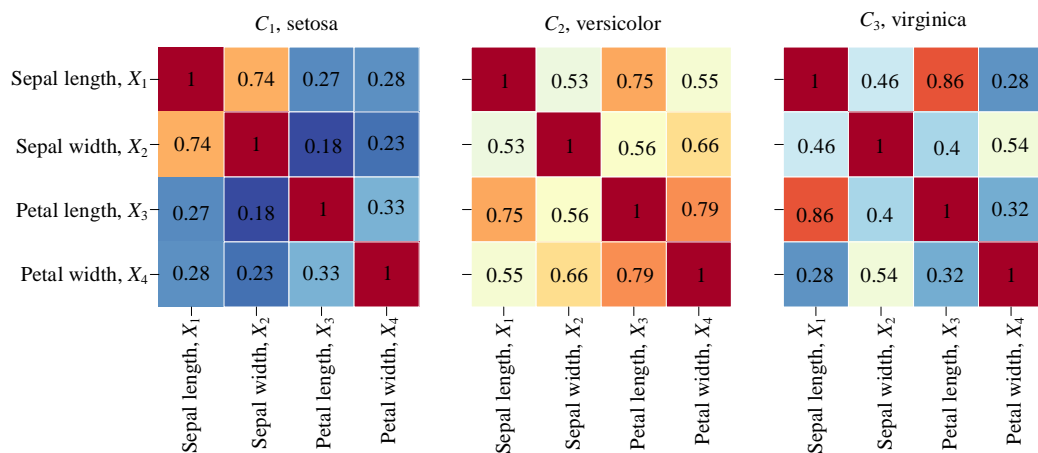 C1, setosa
C2, versicolor
C3, virginica
Sepal length, X1
1 0.74 0.27 0.28
1 0.53 0.75 0.55
1 0.46 0.86 0.28
Sepal width, X2
0.74 1 0.18 0.23
0.53 1 0.56 0.66
0.46 1 0.4 0.54
Petal length, X3
0.27 0.18 1 0.33
0.75 0.56 1 0.79
0.86 0.4 1 0.32
Petal width, X4
0.28 0.23 0.33 1
0.55 0.66 0.79 1
0.28 0.54 0.32 1
Sepal length, X1
Sepal width, X2
Petal length, X3
Petal width, X4
Sepal length, X1
Sepal width, X2
Petal length, X3
Petal width, X4
Sepal length, X1
Sepal width, X2
Petal length, X3
Petal width, X4